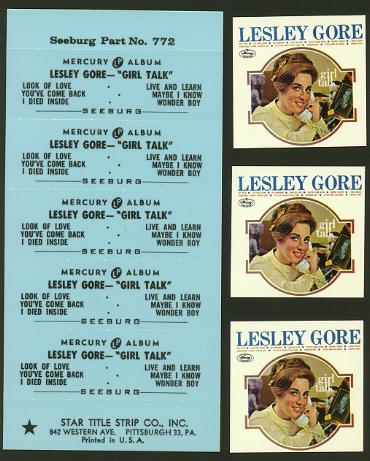 Seeburg Part No. 772
MERCURY LP ALBUM
LESLEY GORE—"GIRL TALK"
LOOK OF LOVE • LIVE AND LEARN
YOU'VE COME BACK • MAYBE I KNOW
I DIED INSIDE WONDER BOY
SEEBURG
MERCURY LP ALBUM
LESLEY GORE—"GIRL TALK"
LOOK OF LOVE • LIVE AND LEARN
YOU'VE COME BACK • MAYBE I KNOW
I DIED INSIDE WONDER BOY
SEEBURG
MERCURY LP ALBUM
LESLEY GORE—"GIRL TALK"
LOOK OF LOVE • LIVE AND LEARN
YOU'VE COME BACK • MAYBE I KNOW
I DIED INSIDE WONDER BOY
SEEBURG
MERCURY LP ALBUM
LESLEY GORE—"GIRL TALK"
LOOK OF LOVE • LIVE AND LEARN
YOU'VE COME BACK • MAYBE I KNOW
I DIED INSIDE WONDER BOY
SEEBURG
MERCURY LP ALBUM
LESLEY GORE—"GIRL TALK"
LOOK OF LOVE • LIVE AND LEARN
YOU'VE COME BACK • MAYBE I KNOW
I DIED INSIDE WONDER BOY
SEEBURG
STAR TITLE STRIP CO., INC.
842 WESTERN AVE. PITTSBURGH 33, PA.
Printed in U.S.A.
LESLEY GORE
girl
talk
LESLEY GORE
girl
talk
LESLEY GORE
girl
talk